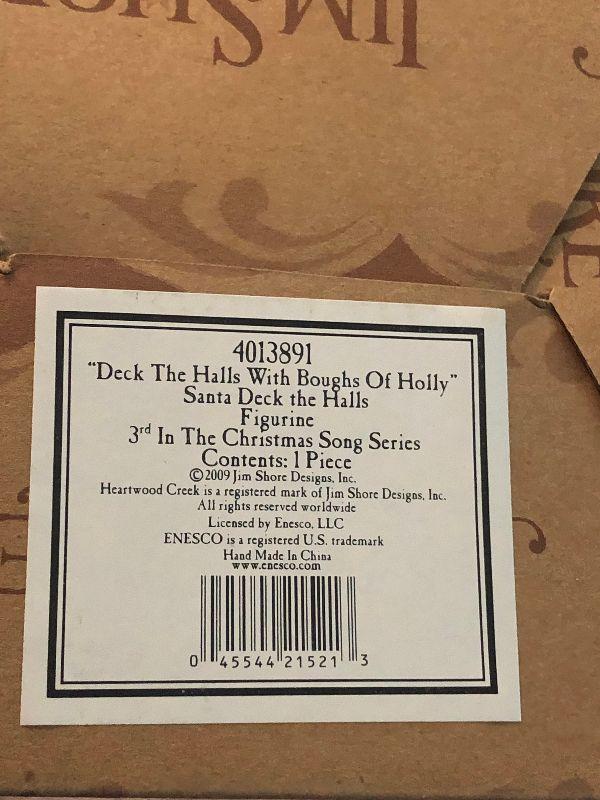 JIM SHO
4013891
"Deck The Halls With Boughs Of Holly"
Santa Deck the Halls
Figurine
3rd In The Christmas Song Series
Contents: 1 Piece
©2009 Jim Shore Designs, Inc.
Heartwood Creek is a registered mark of Jim Shore Designs, Inc.
All rights reserved worldwide
Licensed by Enesco, LLC
ENESCO is a registered U.S. trademark
Hand Made In China
www.enesco.com
0 45544 21521 3